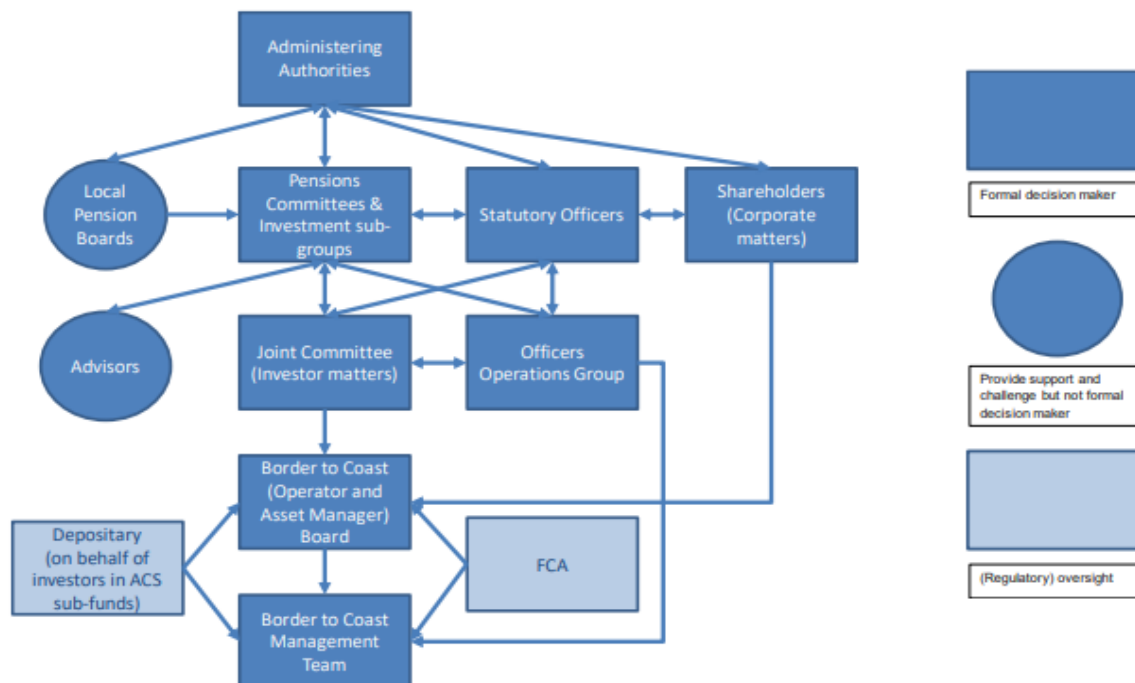 Administering
Authorities
Local
Pension
Boards
Pensions
Committees &
Investment sub-
groups
Statutory Officers
Shareholders
(Corporate
matters)
Advisors
Joint Committee
(Investor matters)
Officers
Operations Group
Border to Coast
(Operator and
Asset Manager)
Board
Depositary
(on behalf of
investors in ACS
sub-funds)
FCA
Border to Coast
Management
Team
Formal decision maker
Provide support and
challenge but not formal
decision maker
(Regulatory) oversight